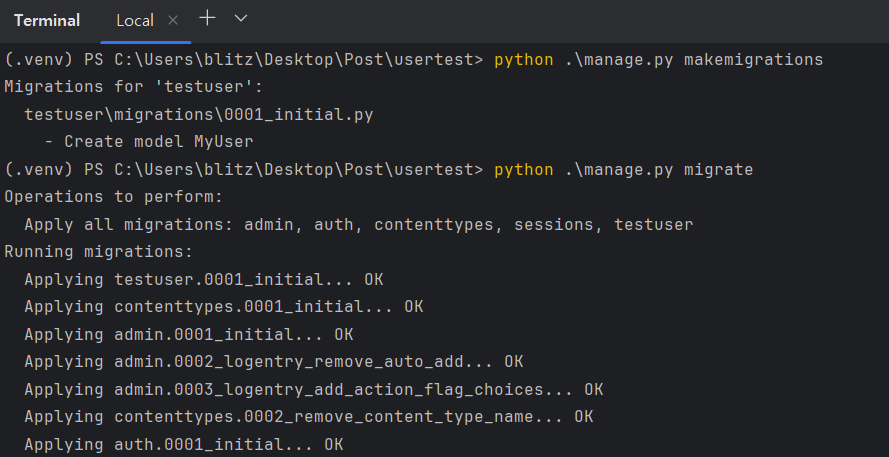 Terminal Local × + ∨
(.venv) PS C:\Users\blitz\Desktop\Post\usertest> python .\manage.py makemigrations
Migrations for 'testuser':
  testuser\migrations\0001_initial.py
    - Create model MyUser
(.venv) PS C:\Users\blitz\Desktop\Post\usertest> python .\manage.py migrate
Operations to perform:
  Apply all migrations: admin, auth, contenttypes, sessions, testuser
Running migrations:
  Applying testuser.0001_initial... OK
  Applying contenttypes.0001_initial... OK
  Applying admin.0001_initial... OK
  Applying admin.0002_logentry_remove_auto_add... OK
  Applying admin.0003_logentry_add_action_flag_choices... OK
  Applying contenttypes.0002_remove_content_type_name... OK
  Applying auth.0001_initial... OK